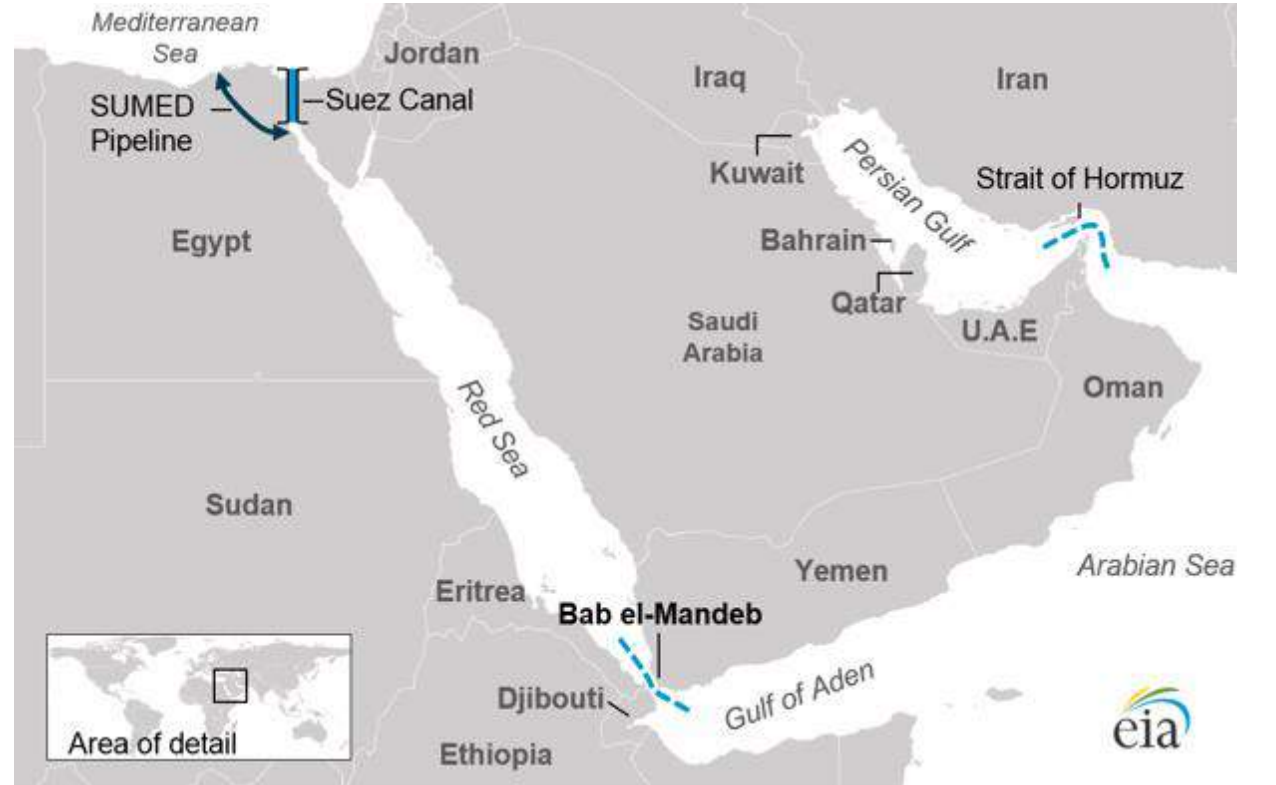 Mediterranean
Sea
Jordan
Iraq
Iran
SUMED
Pipeline
Suez Canal
Kuwait
Persian Gulf
Strait of Hormuz
Egypt
Bahrain
Qatar
Saudi
Arabia
U.A.E
Oman
Red Sea
Sudan
Yemen
Arabian Sea
Eritrea
Bab el-Mandeb
Djibouti
Gulf of Aden
Ethiopia
Area of detail
eia